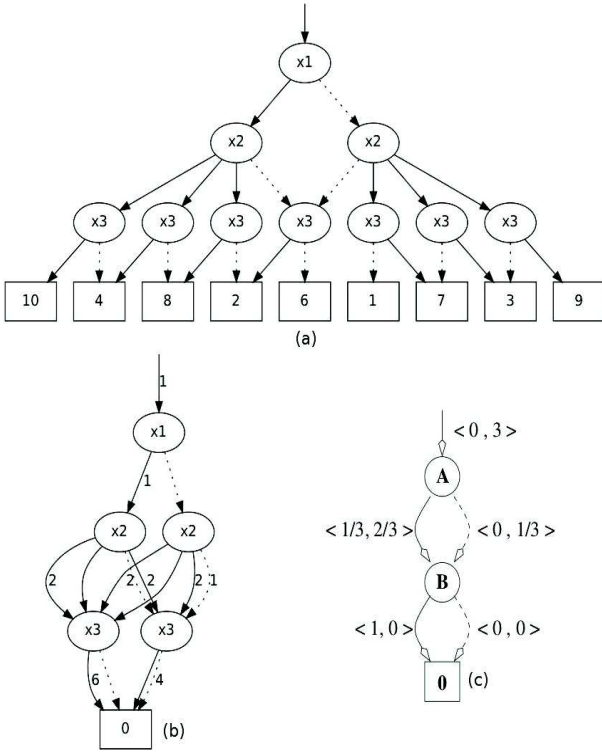 x1
x2 x2
x3 x3 x3 x3 x3 x3 x3
10 4 8 2 6 1 7 3 9
(a)
1
x1
1
x2 x2
2 2 2 2 1
x3 x3
6 4
0 (b)
< 0 , 3 >
A
< 1/3, 2/3 > < 0 , 1/3 >
B
< 1, 0 > < 0, 0 >
0 (c)